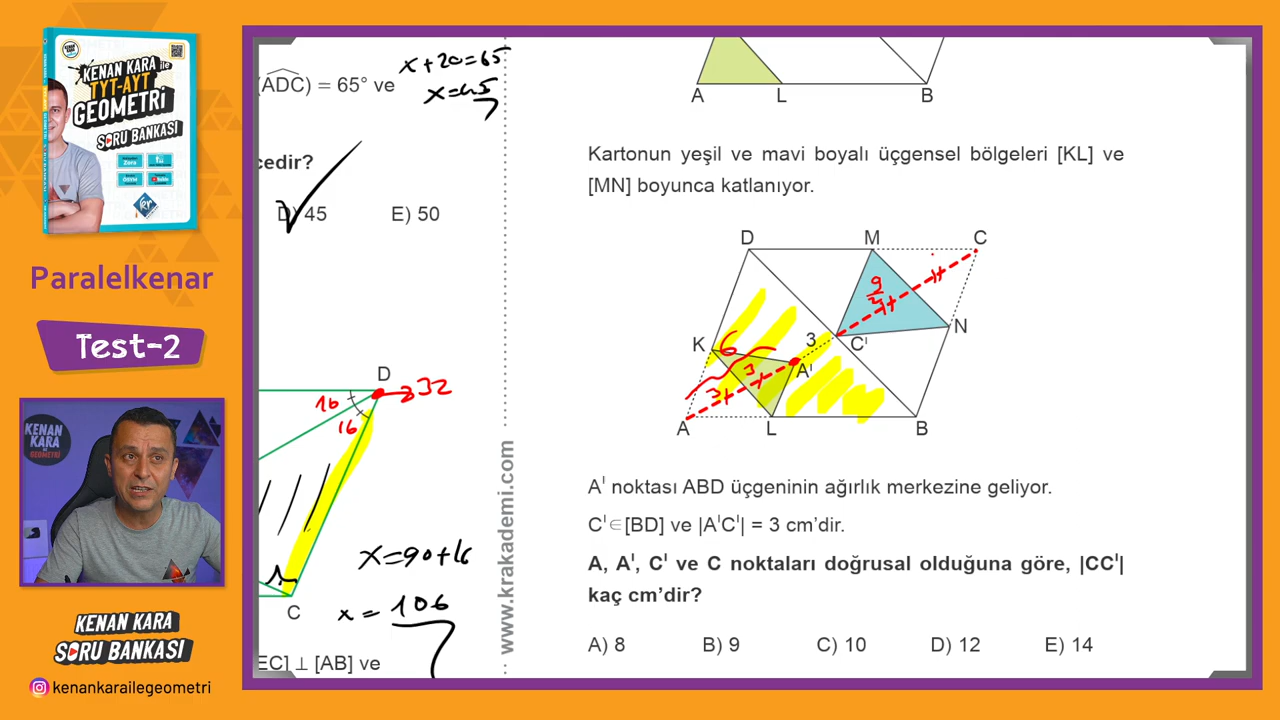 KENAN KARA ile
TYT-AYT
GEOMETRİ
SORU BANKASI
Paralelkenar
Test-2
KENAN KARA
SORU BANKASI
kenankarailegeometri
(ADC) = 65° ve
x+20=65
x=45
cedir?
D) 45 E) 50
D
32
16
16
C
x=90+16
x = 106
EC] ⊥ [AB] ve
www.krakademi.com
A L B
Kartonun yeşil ve mavi boyalı üçgensel bölgeleri [KL] ve
[MN] boyunca katlanıyor.
D M C
9
K 6 3 C' N
3 A'
3
A L B
A' noktası ABD üçgeninin ağırlık merkezine geliyor.
C' ∈ [BD] ve |A'C'| = 3 cm'dir.
A, A', C' ve C noktaları doğrusal olduğuna göre, |CC'|
kaç cm'dir?
A) 8 B) 9 C) 10 D) 12 E) 14